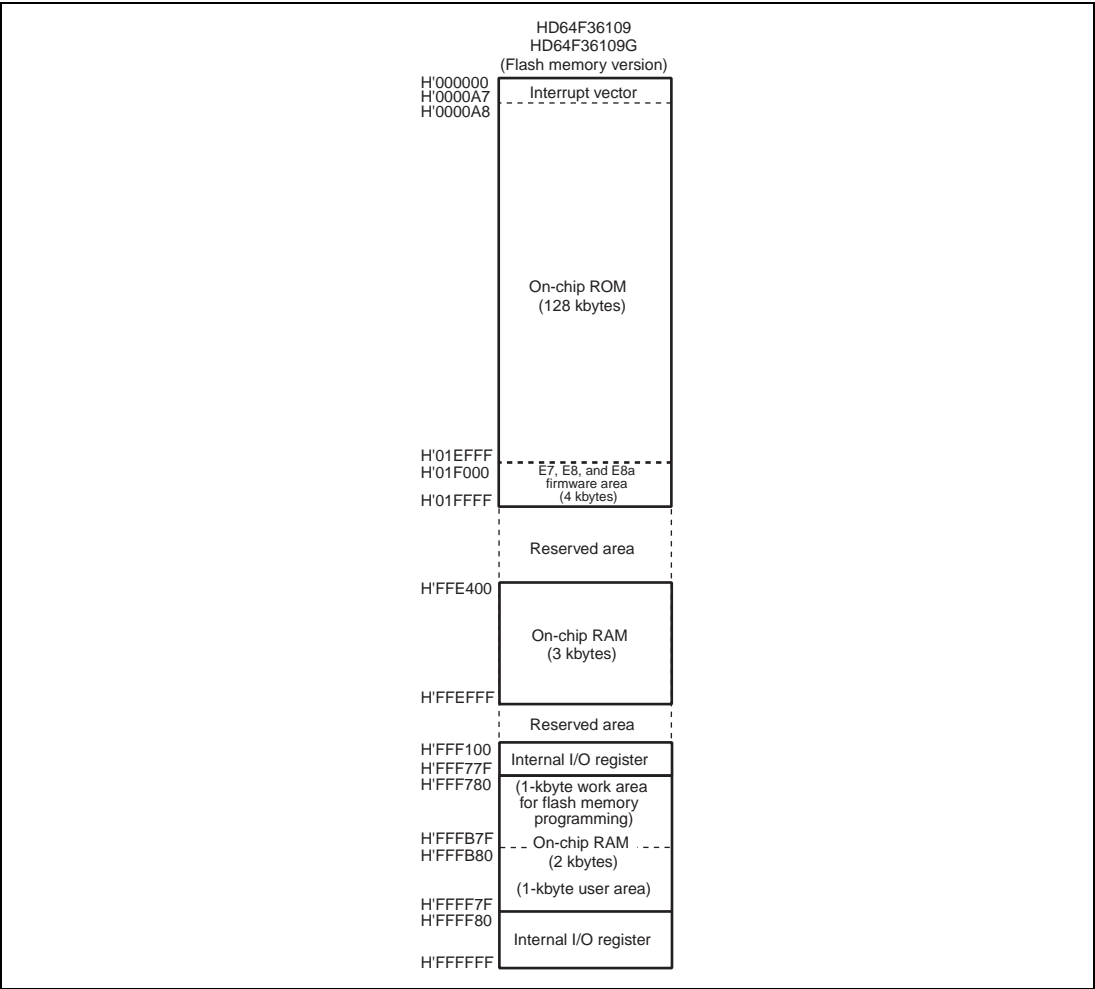 HD64F36109
HD64F36109G
(Flash memory version)
H'000000
Interrupt vector
H'0000A7
H'0000A8
On-chip ROM
(128 kbytes)
H'01EFFF
H'01F000
E7, E8, and E8a
firmware area
(4 kbytes)
H'01FFFF
Reserved area
H'FFE400
On-chip RAM
(3 kbytes)
H'FFEFFF
Reserved area
H'FFF100
Internal I/O register
H'FFF77F
H'FFF780
(1-kbyte work area
for flash memory
programming)
H'FFFB7F
On-chip RAM
H'FFFB80
(2 kbytes)
(1-kbyte user area)
H'FFFF7F
H'FFFF80
Internal I/O register
H'FFFFFF